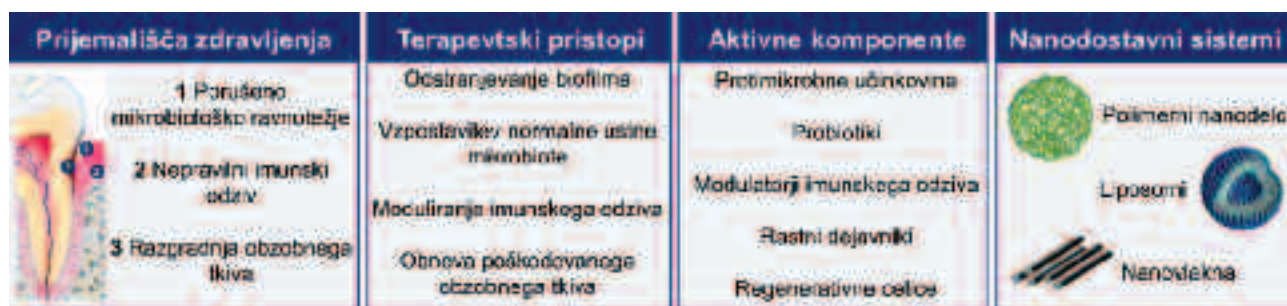 Prijemališča zdravljenja
1 Porušeno
mikrobiološko ravnotežje
2 Nepravilni imunski
odziv
3 Razgradnja obzobnega
tkiva
Terapevtski pristopi
Odstranjevanje biofilma
Vzpostavitev normalne ustne
mikrobiote
Moduliranje imunskega odziva
Obnova poškodovanega
obzobnega tkiva
Aktivne komponente
Protimikrobne učinkovine
Probiotiki
Modulatorji imunskega odziva
Rastni dejavniki
Regenerativne celice
Nanodostavni sistemi
Polimerni nanodelci
Liposomi
Nanovlakna